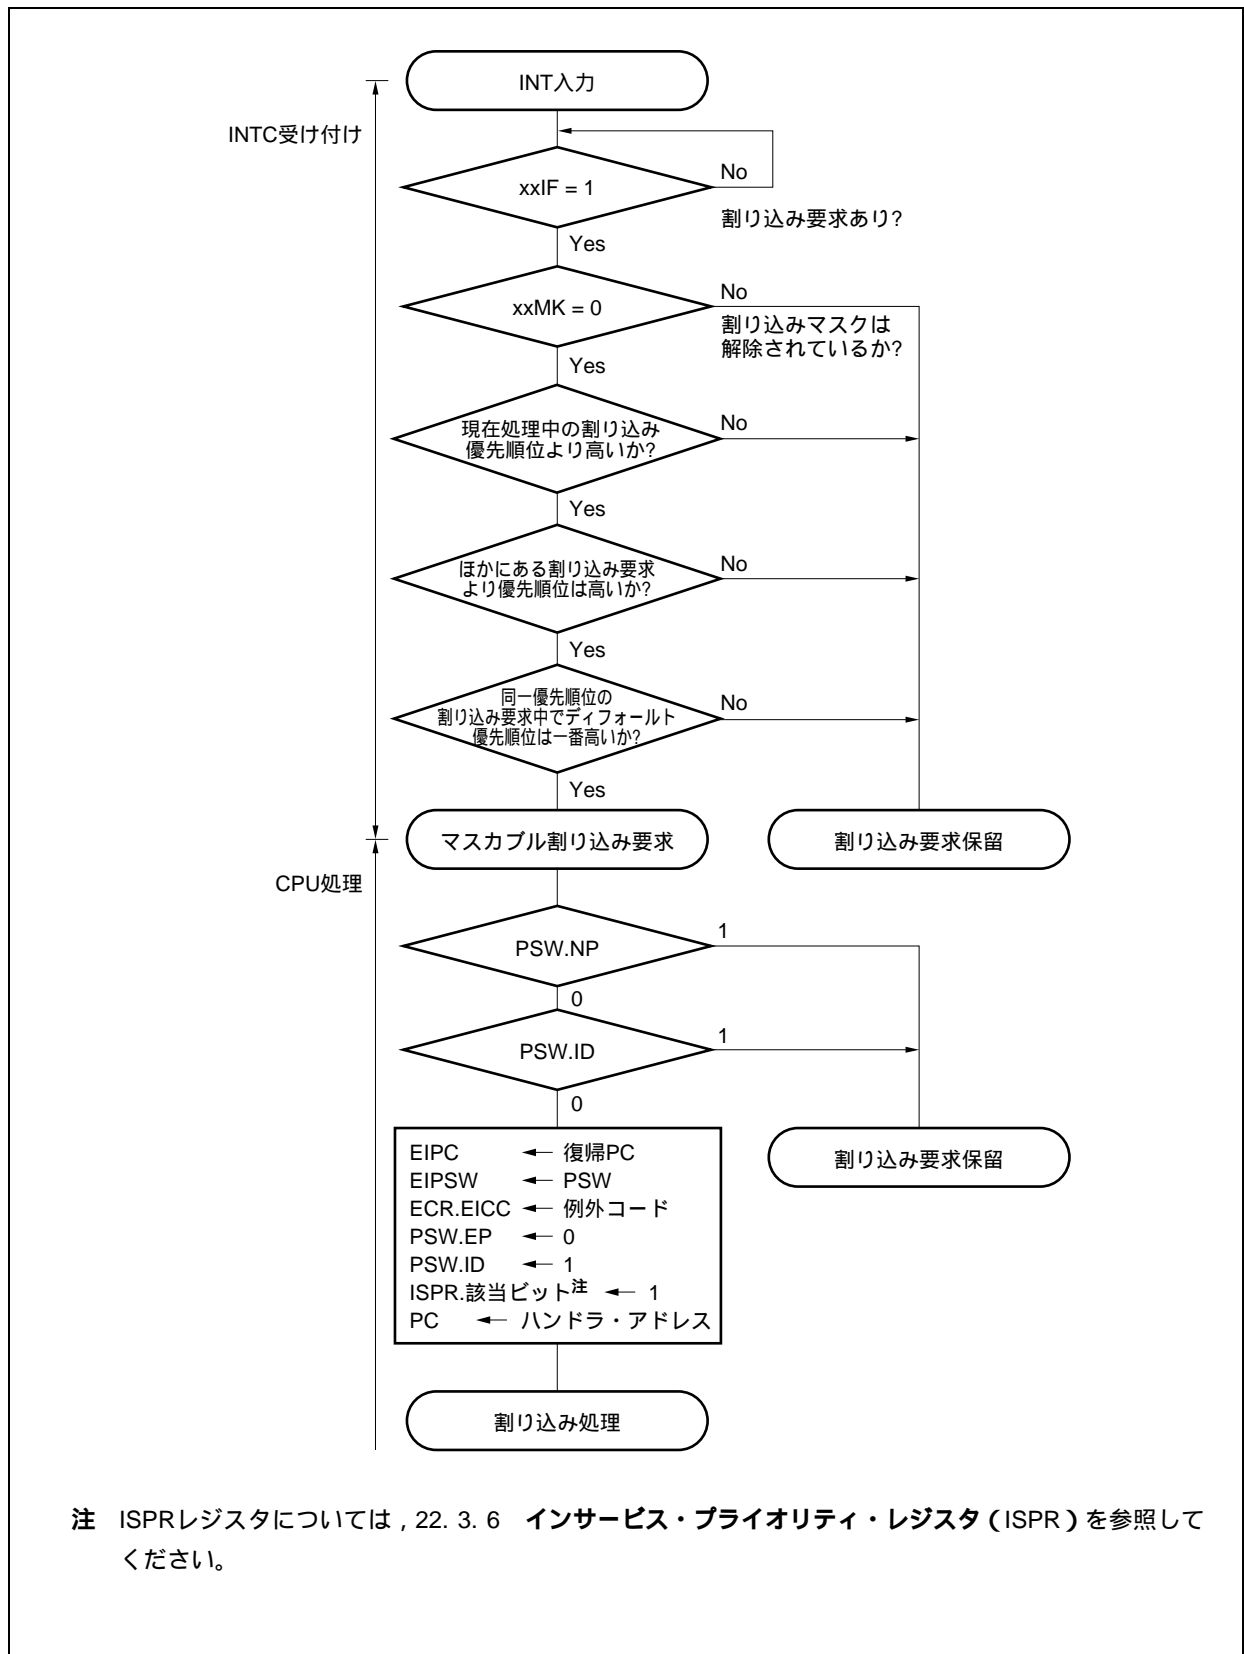 INT入力
INTC受け付け
xxIF = 1
No
割り込み要求あり?
Yes
xxMK = 0
No
割り込みマスクは
解除されているか?
Yes
現在処理中の割り込み
優先順位より高いか?
No
Yes
ほかにある割り込み要求
より優先順位は高いか?
No
Yes
同一優先順位の
割り込み要求中でディフォールト
優先順位は一番高いか?
No
Yes
マスカブル割り込み要求
割り込み要求保留
CPU処理
PSW.NP
1
0
PSW.ID
1
0
EIPC ← 復帰PC
EIPSW ← PSW
ECR.EICC ← 例外コード
PSW.EP ← 0
PSW.ID ← 1
ISPR.該当ビット注 ← 1
PC ← ハンドラ・アドレス
割り込み要求保留
割り込み処理
注 ISPRレジスタについては，22. 3. 6 インサービス・プライオリティ・レジスタ（ISPR）を参照して
ください。